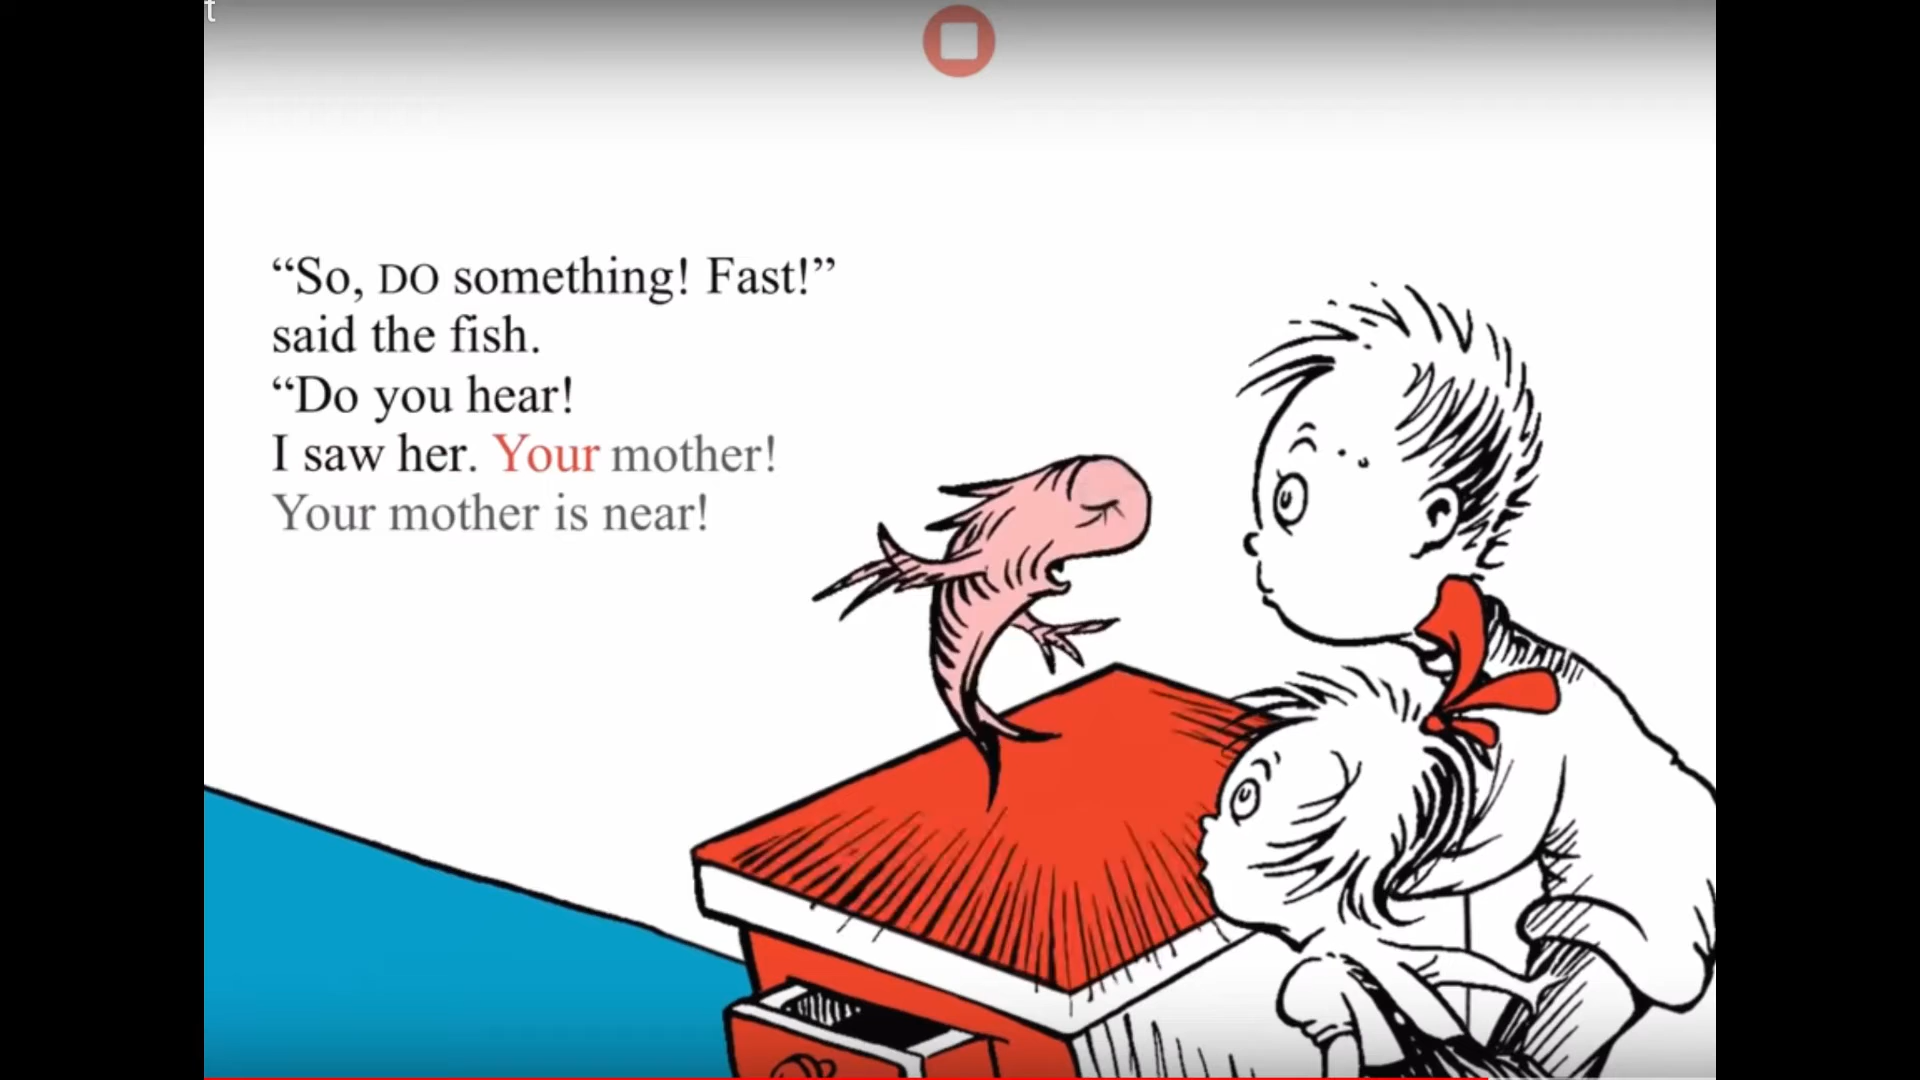 t
“So, DO something! Fast!”
said the fish.
“Do you hear!
I saw her. Your mother!
Your mother is near!